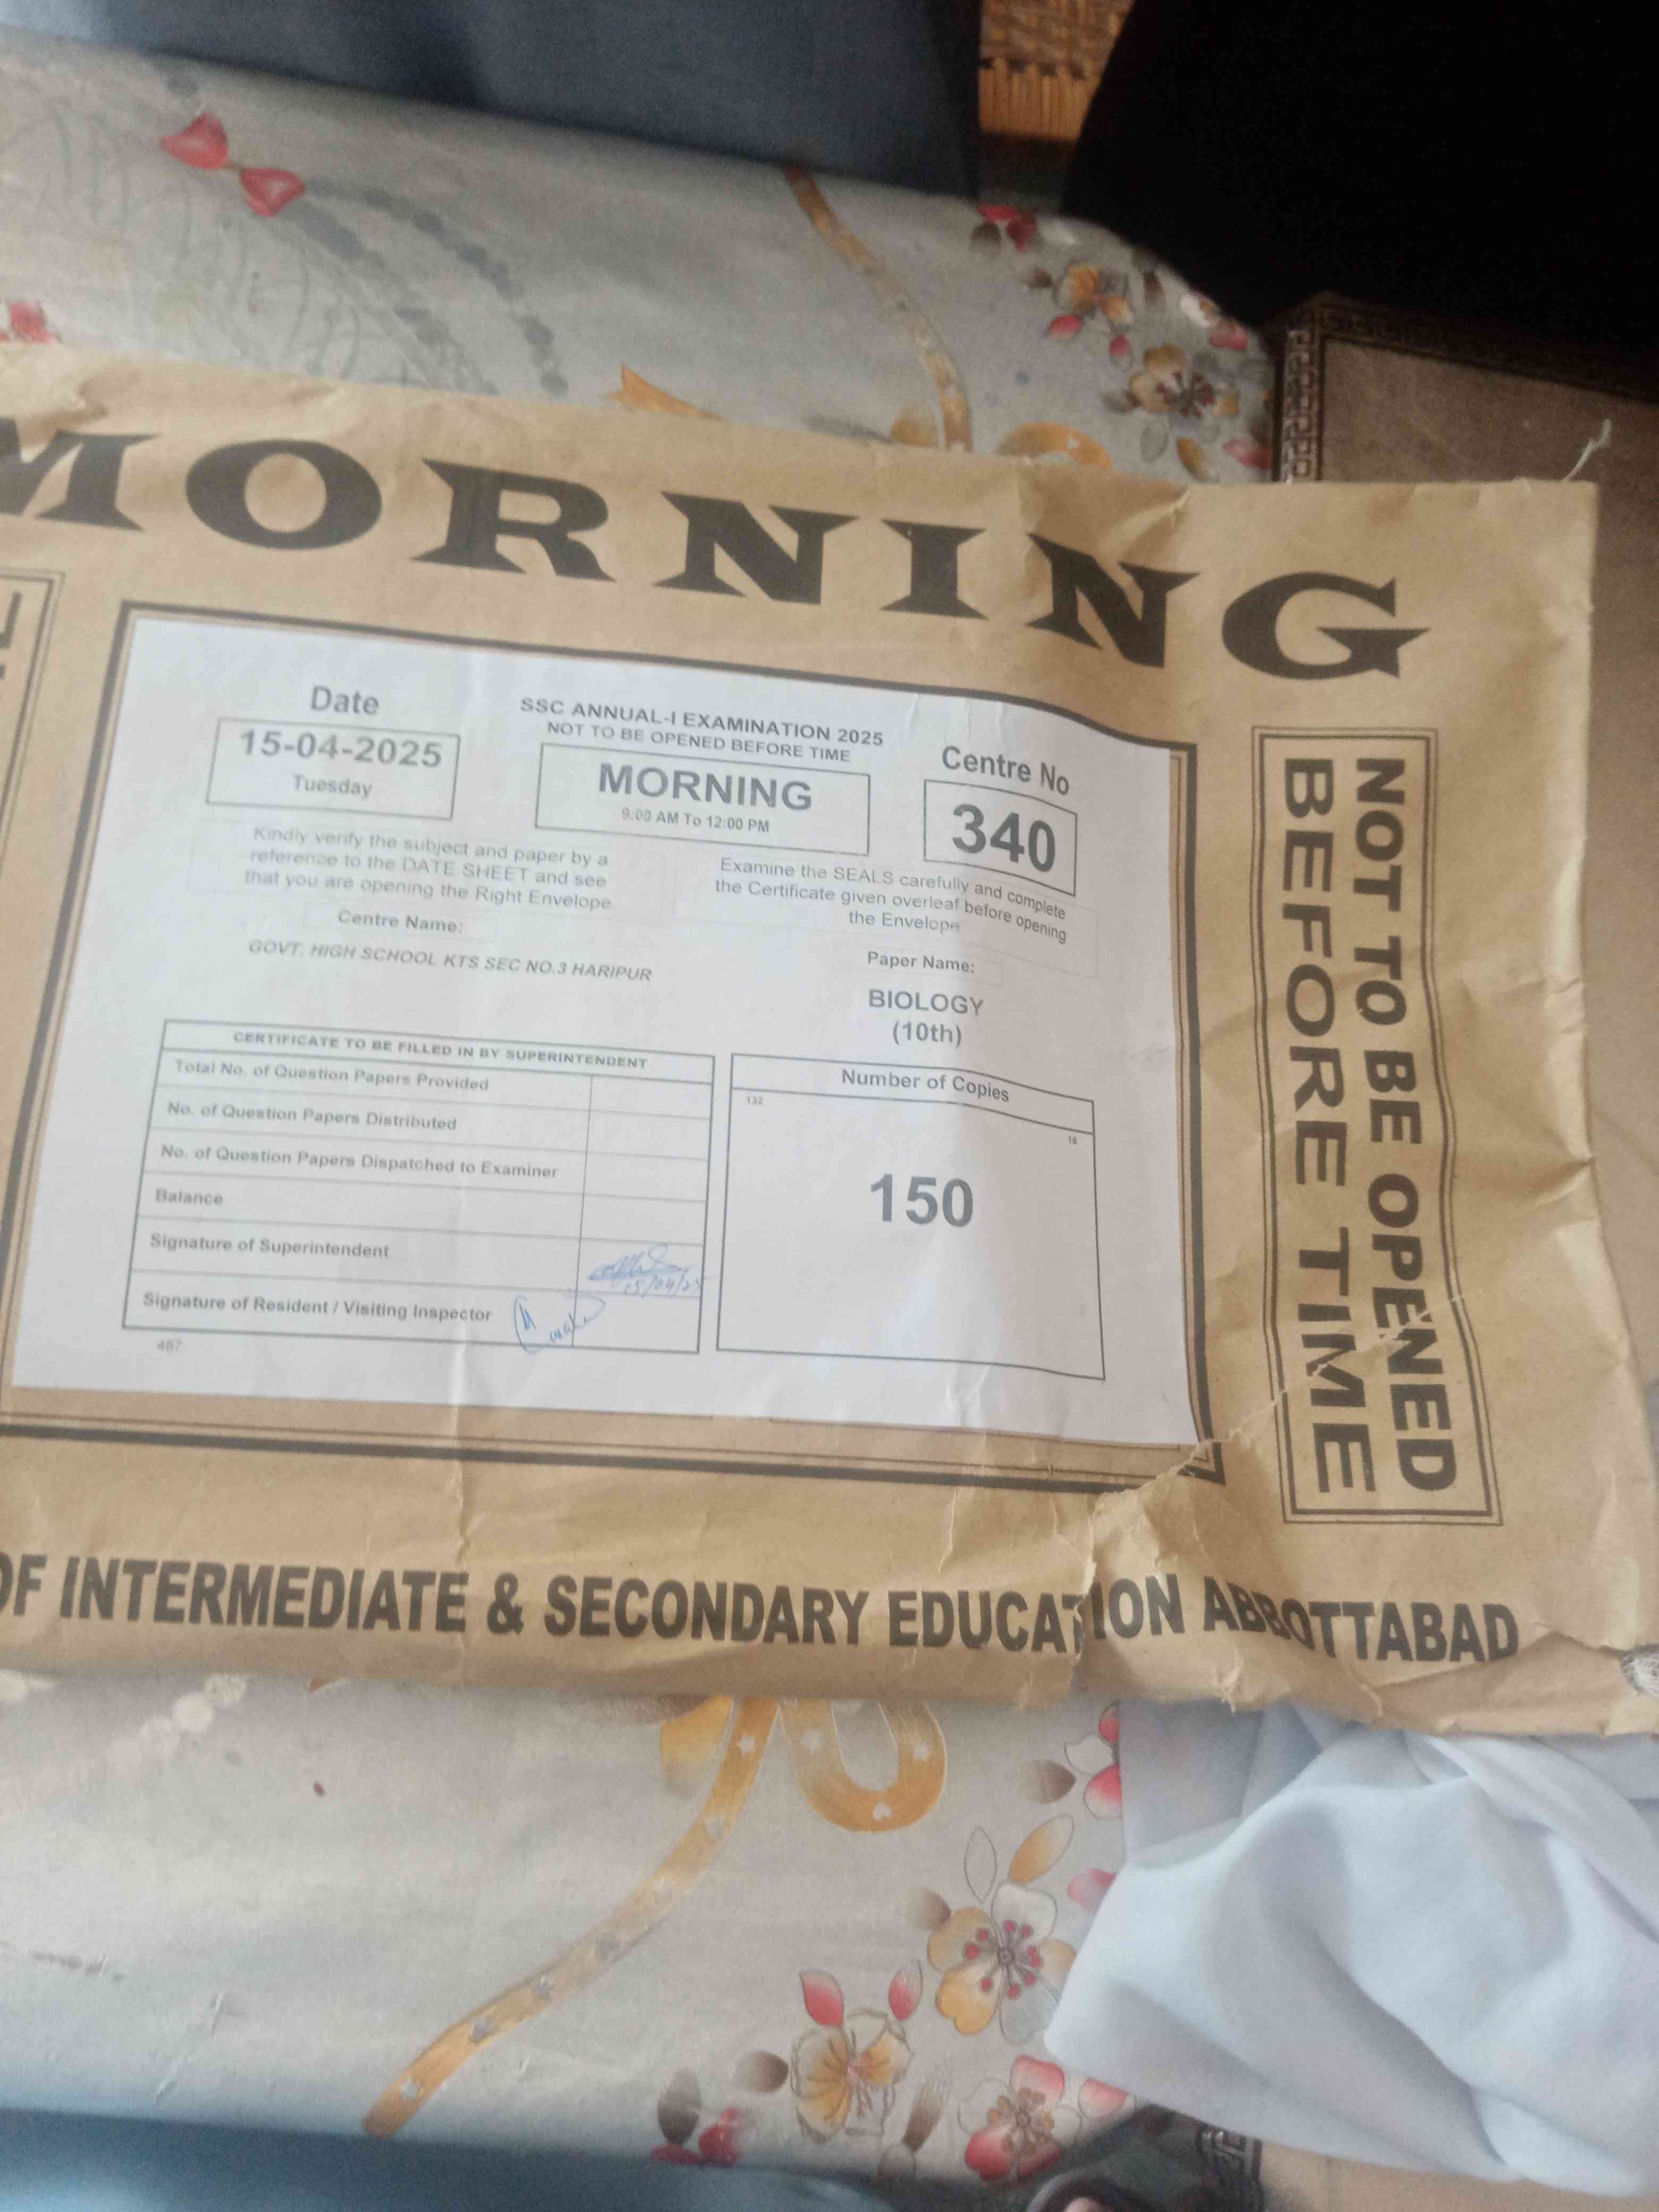 MORNING
Date
15-04-2025
Tuesday
SSC ANNUAL-I EXAMINATION 2025
NOT TO BE OPENED BEFORE TIME
MORNING
9:00 AM To 12:00 PM
Centre No
340
Kindly verify the subject and paper by a
reference to the DATE SHEET and see
that you are opening the Right Envelope.
Examine the SEALS carefully and complete
the Certificate given overleaf before opening
the Envelope
Centre Name:
GOVT. HIGH SCHOOL KTS SEC NO.3 HARIPUR
Paper Name:
BIOLOGY
(10th)
CERTIFICATE TO BE FILLED IN BY SUPERINTENDENT
Total No. of Question Papers Provided
No. of Question Papers Distributed
No. of Question Papers Dispatched to Examiner
Balance
Signature of Superintendent
15/04/25
Signature of Resident / Visiting Inspector
487
Number of Copies
132
18
150
NOT TO BE OPENED
BEFORE TIME
OF INTERMEDIATE & SECONDARY EDUCATION ABBOTTABAD